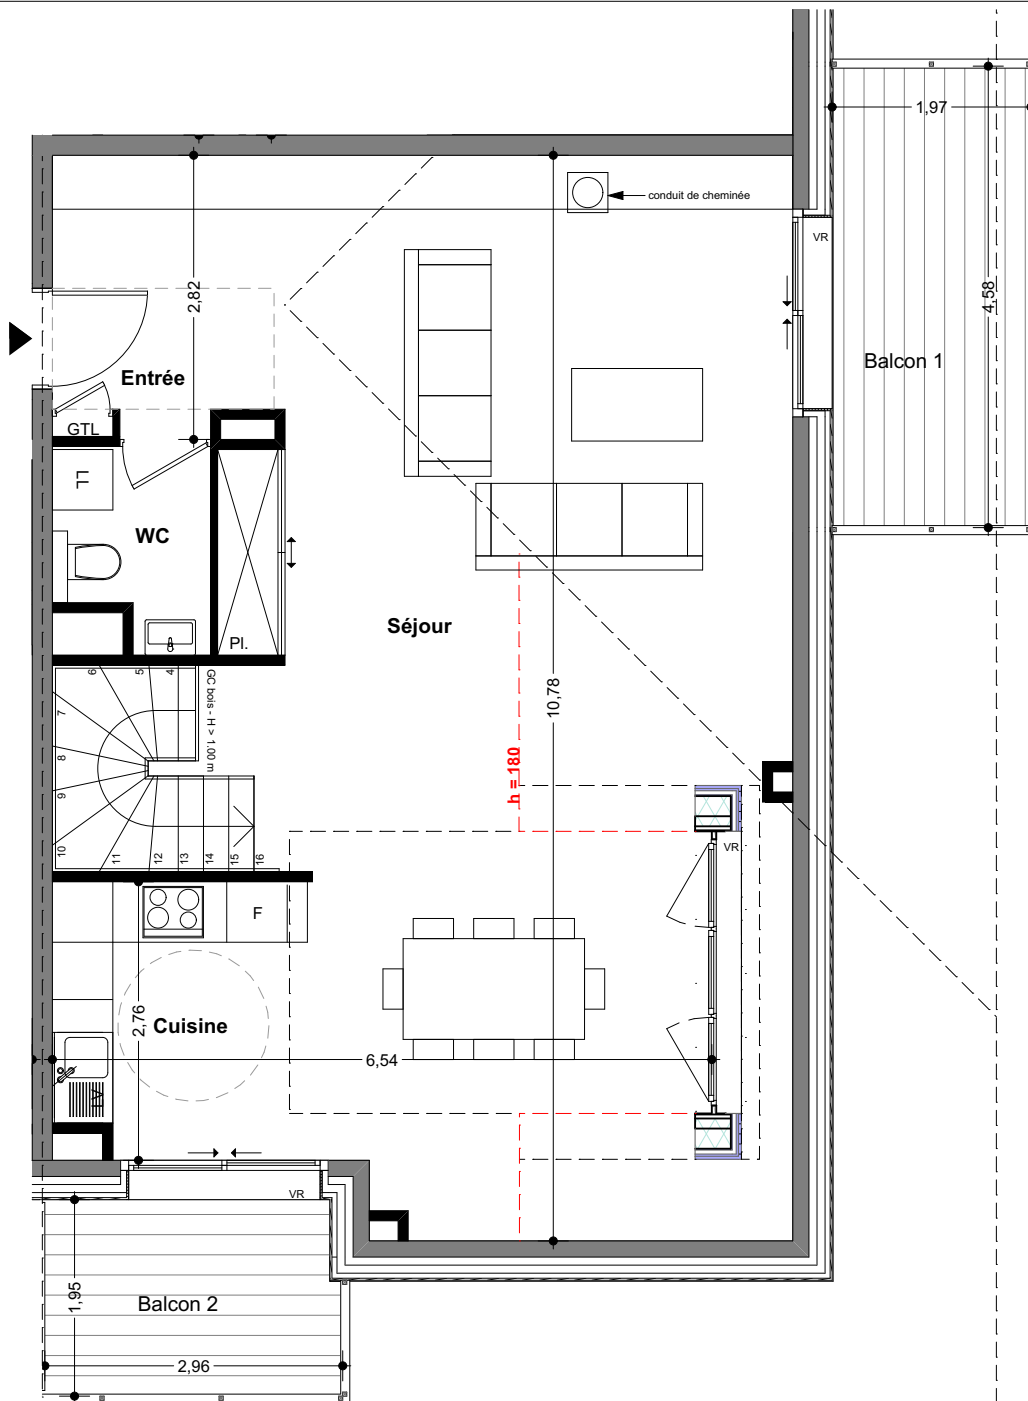 1,97
conduit de cheminée
VR
2,82
4,58
Balcon 1
Entrée
GTL
LL
WC
Séjour
Pl.
6
5
4
GC bois - H > 1,00 m
7
8
9
10
11
12
13
14
15
16
10,78
h = 180
VR
F
2,76
Cuisine
6,54
LV
VR
1,95
Balcon 2
2,96